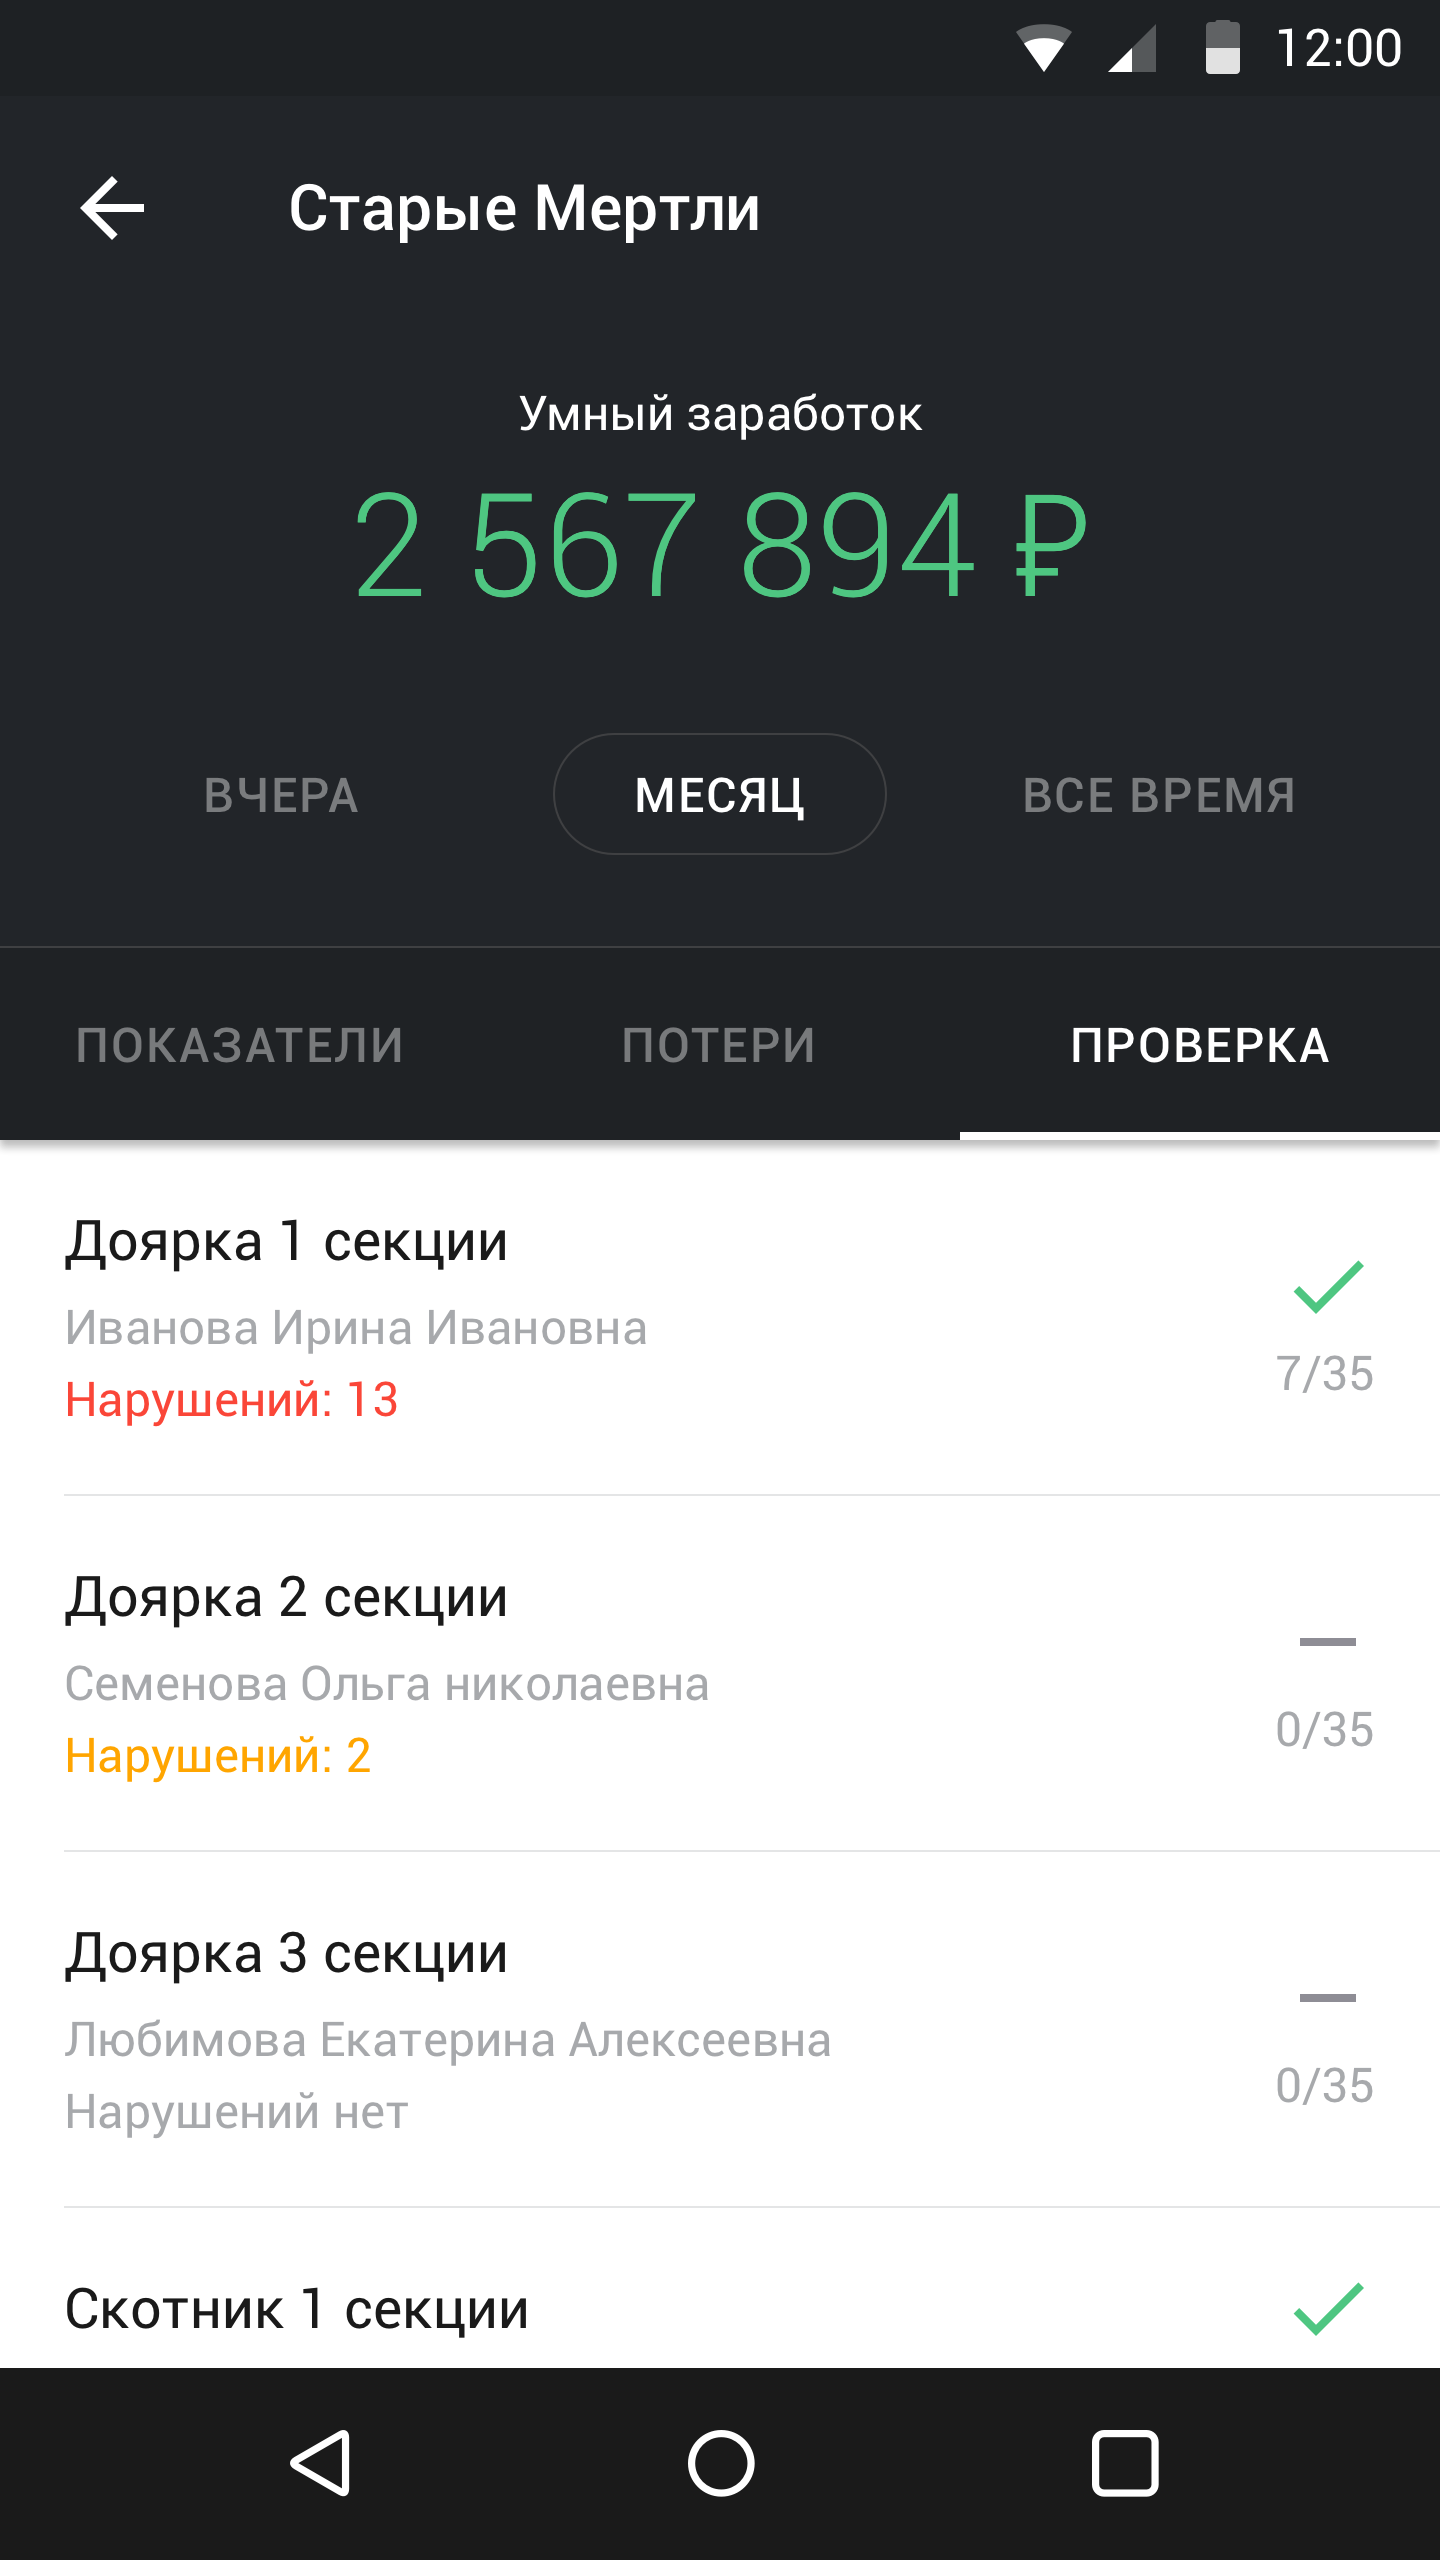 12:00
Старые Мертли
Умный заработок
2 567 894 ₽
ВЧЕРА
МЕСЯЦ
ВСЕ ВРЕМЯ
ПОКАЗАТЕЛИ
ПОТЕРИ
ПРОВЕРКА
Доярка 1 секции
Иванова Ирина Ивановна
Нарушений: 13
7/35
Доярка 2 секции
Семенова Ольга николаевна
Нарушений: 2
0/35
Доярка 3 секции
Любимова Екатерина Алексеевна
Нарушений нет
0/35
Скотник 1 секции